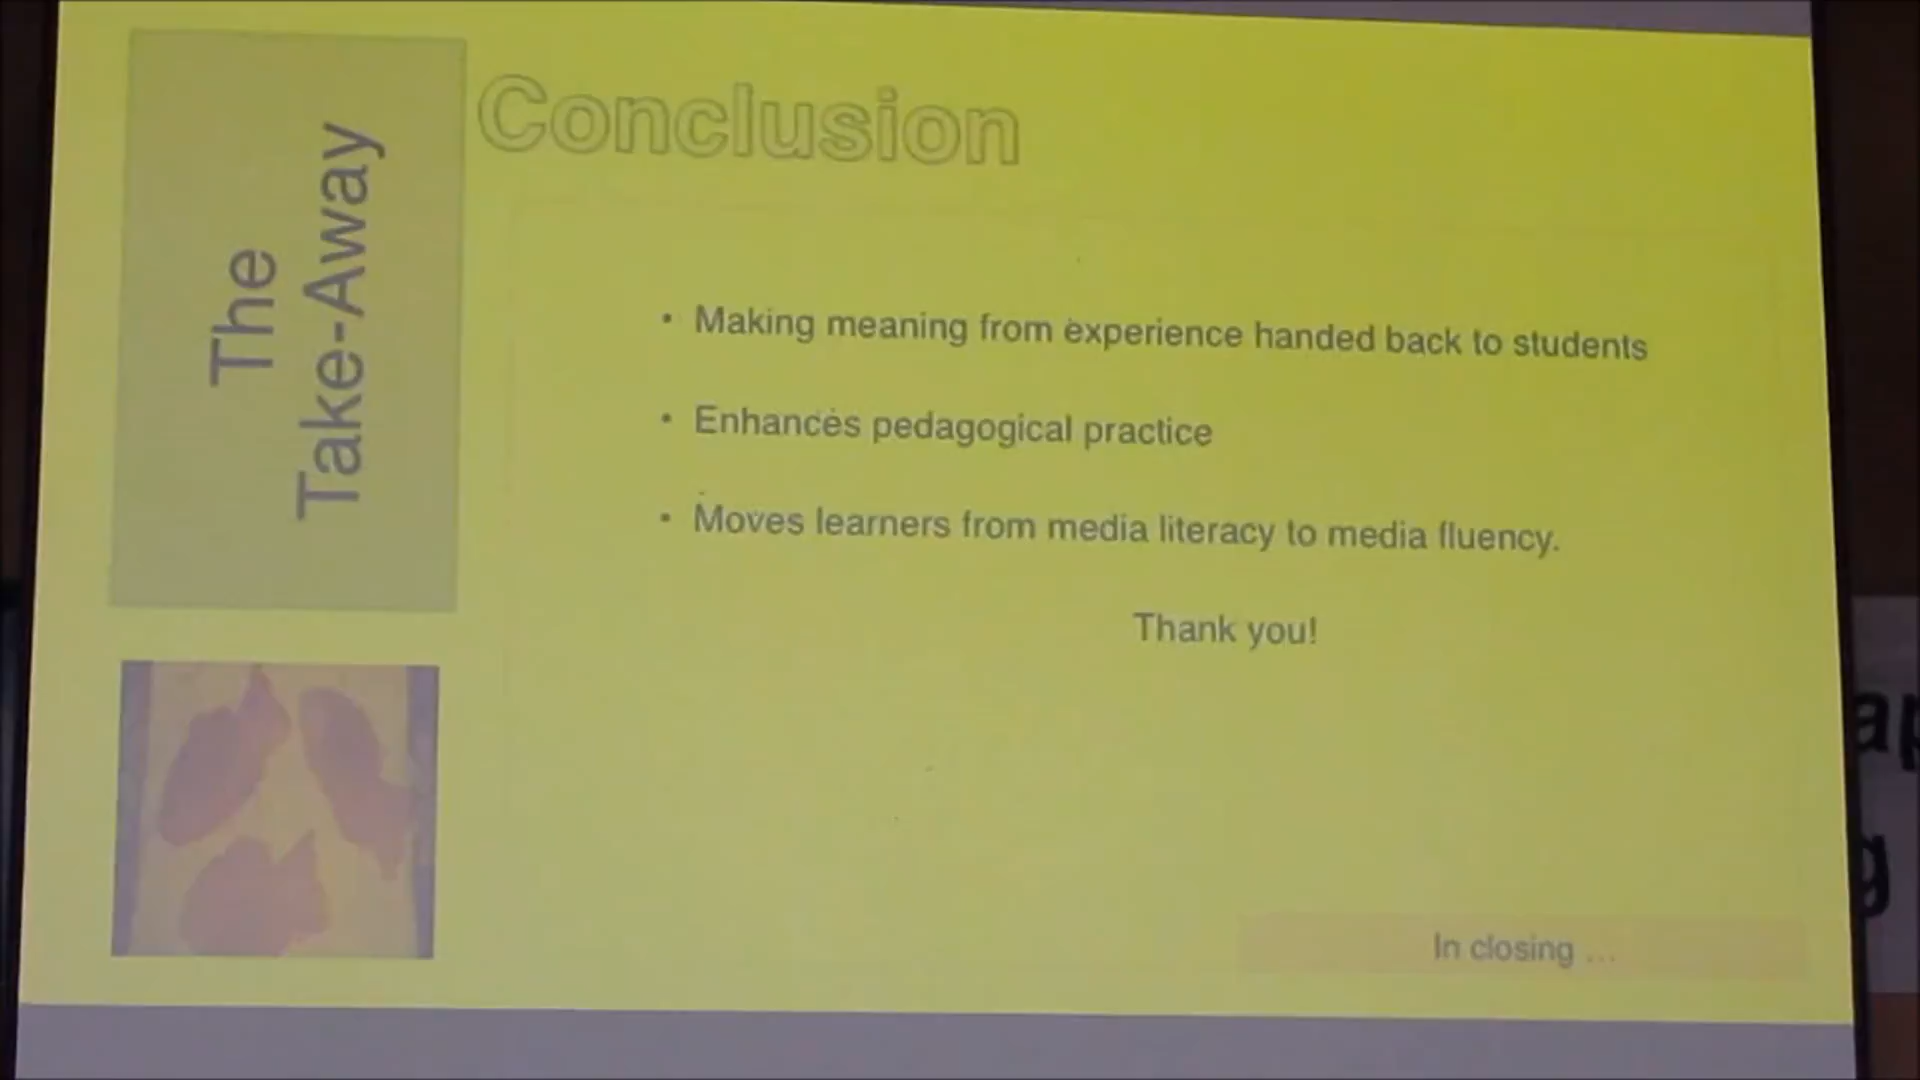 The
Take-Away
Conclusion
• Making meaning from experience handed back to students
• Enhances pedagogical practice
• Moves learners from media literacy to media fluency.
Thank you!
In closing ...
ap
g